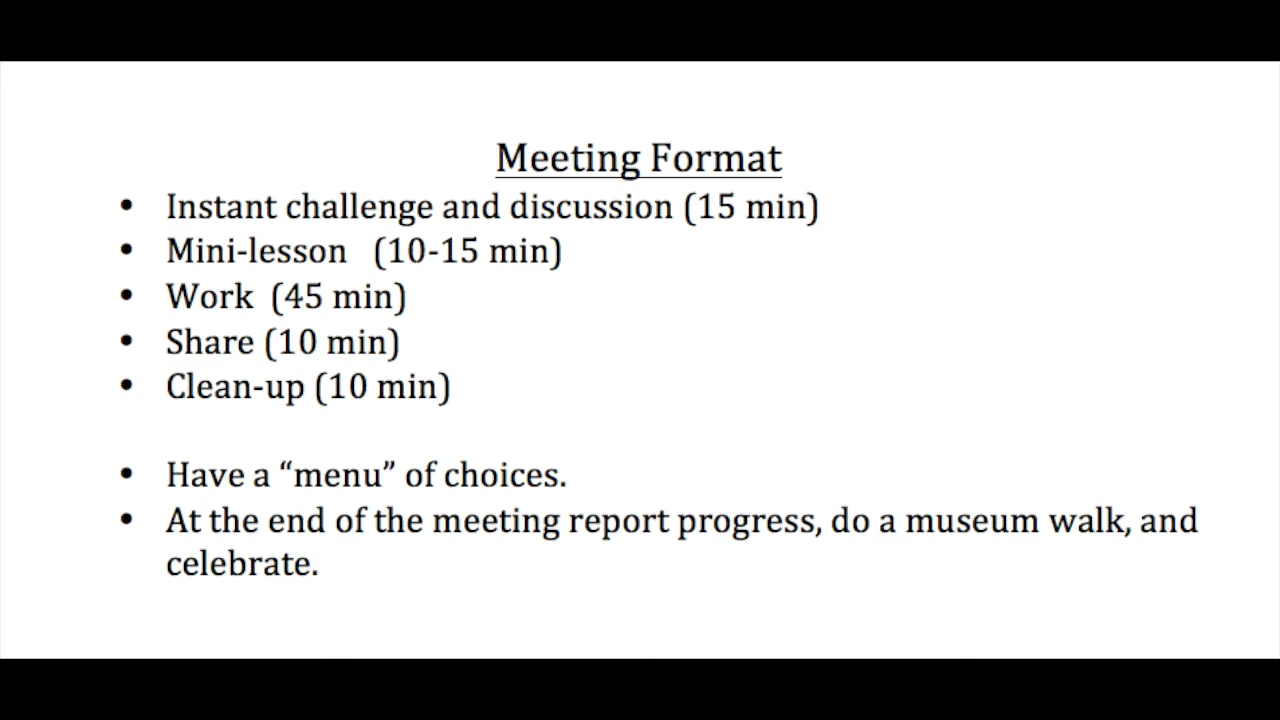 Meeting Format
• Instant challenge and discussion (15 min)
• Mini-lesson (10-15 min)
• Work (45 min)
• Share (10 min)
• Clean-up (10 min)
• Have a “menu” of choices.
• At the end of the meeting report progress, do a museum walk, and
celebrate.